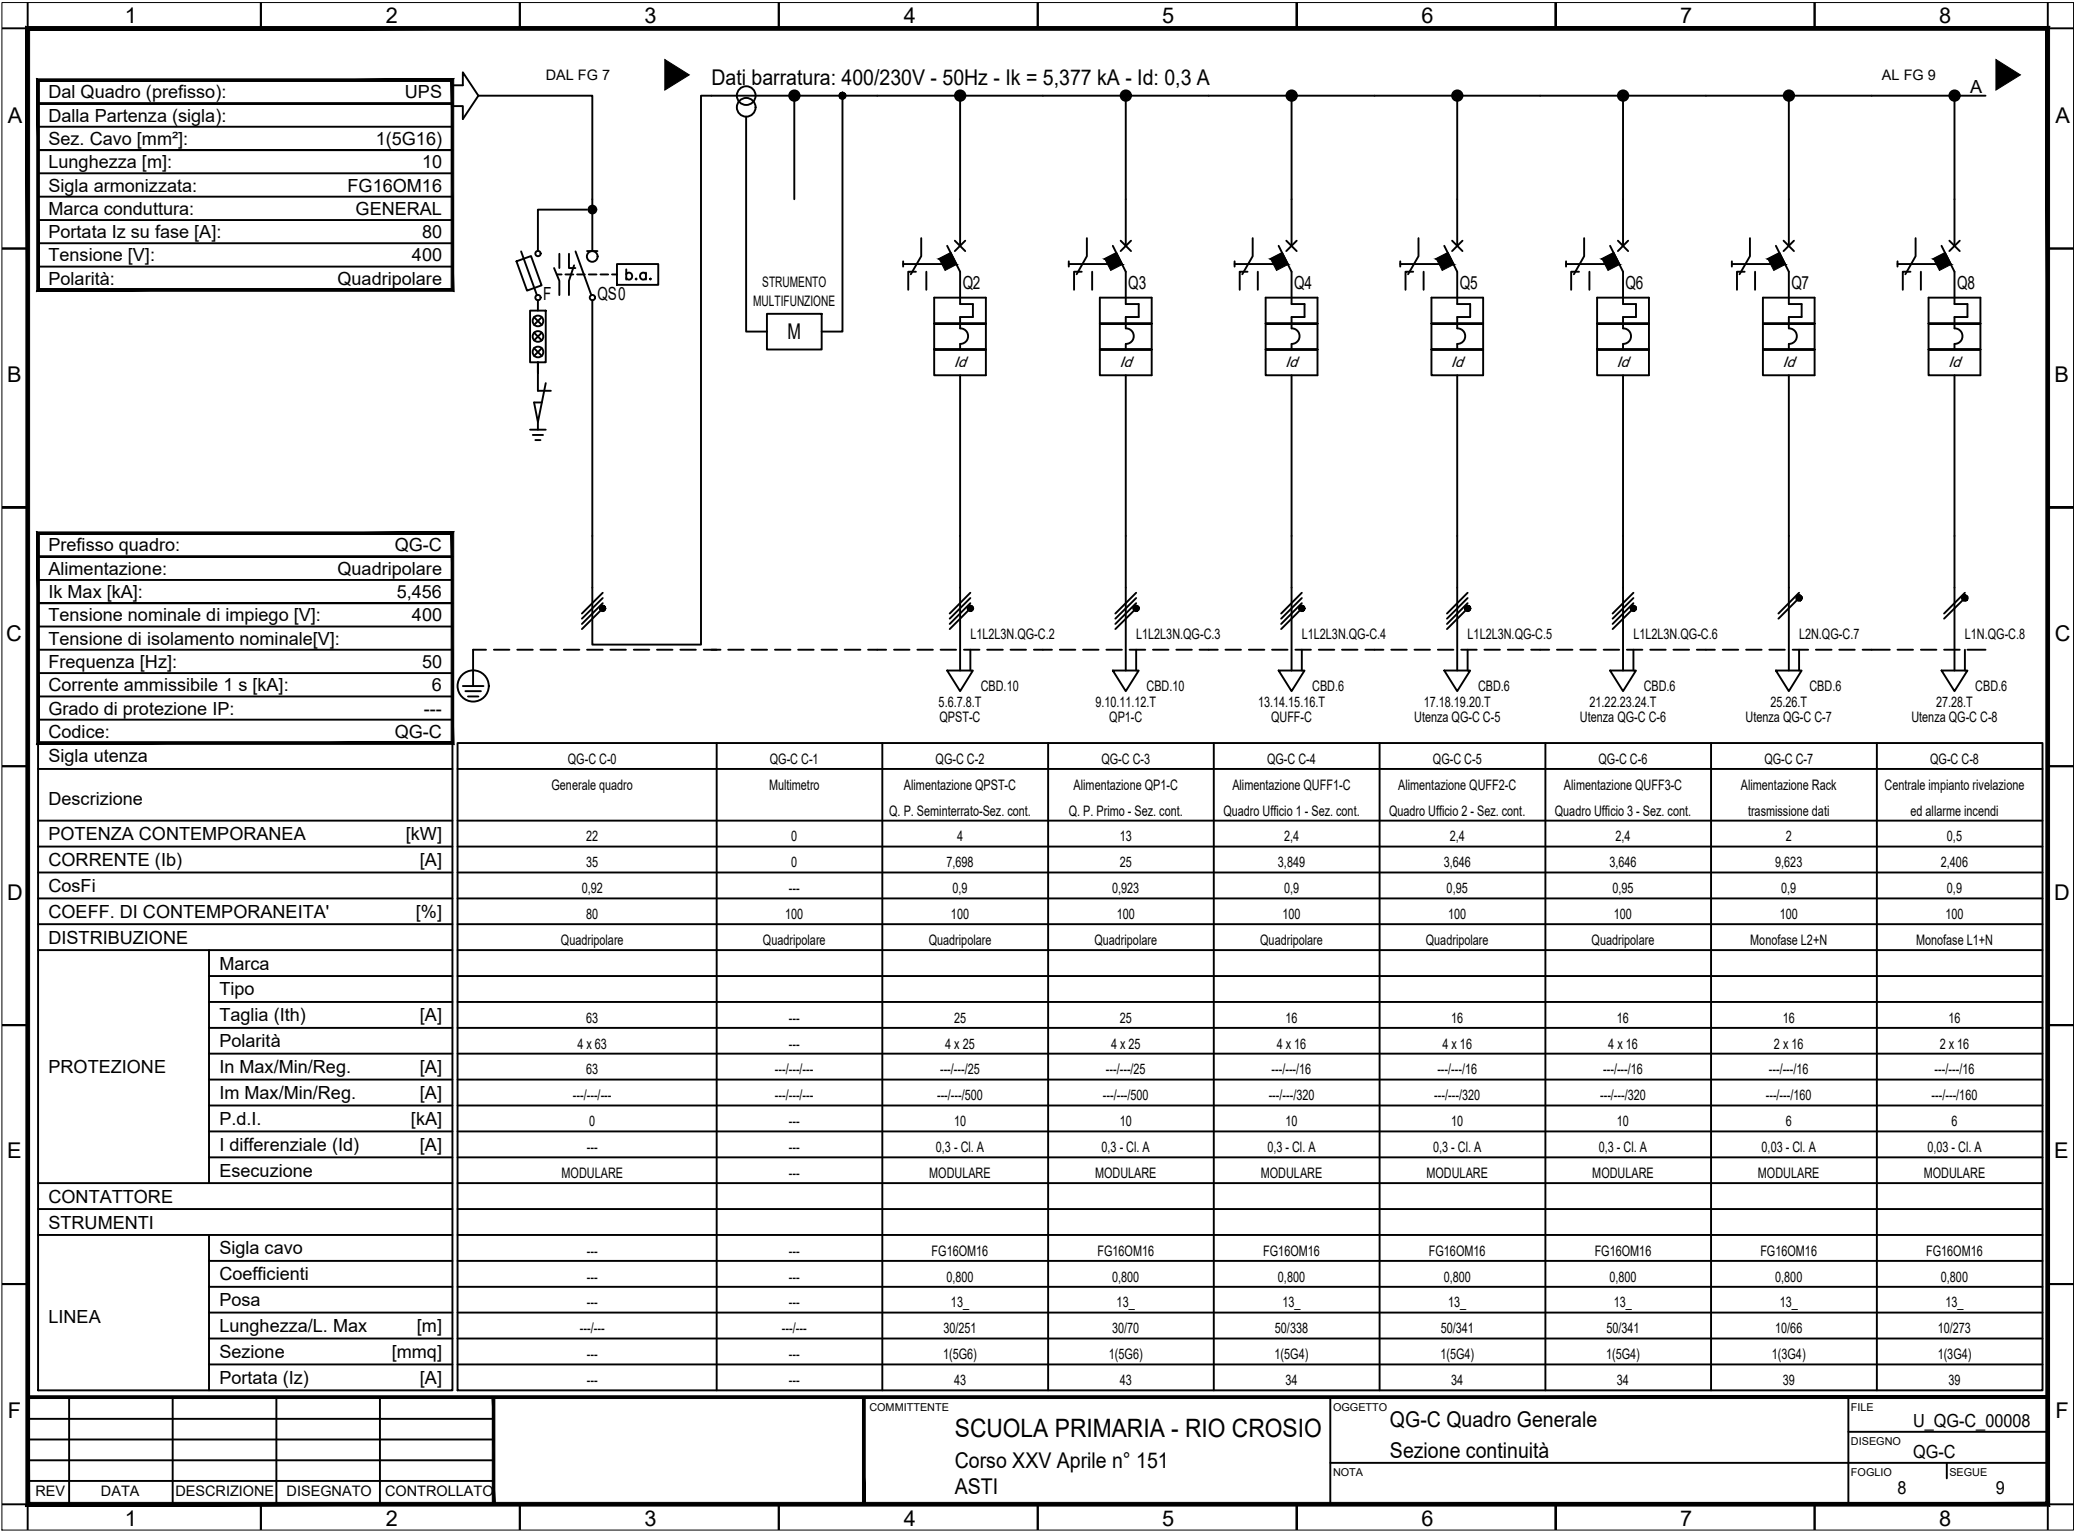 1 2 3 4 5 6 7 8
A A
B B
C C
D D
E E
F F
DAL FG 7
Dati barratura: 400/230V - 50Hz - Ik = 5,377 kA - Id: 0,3 A
AL FG 9
A
Dal Quadro (prefisso): UPS
Dalla Partenza (sigla):
Sez. Cavo [mm²]: 1(5G16)
Lunghezza [m]: 10
Sigla armonizzata: FG16OM16
Marca conduttura: GENERAL
Portata Iz su fase [A]: 80
Tensione [V]: 400
Polarità: Quadripolare
F QS0 b.a.
STRUMENTO
MULTIFUNZIONE
M
Q2 Q3 Q4 Q5 Q6 Q7 Q8
Id Id Id Id Id Id Id
Prefisso quadro: QG-C
Alimentazione: Quadripolare
Ik Max [kA]: 5,456
Tensione nominale di impiego [V]: 400
Tensione di isolamento nominale[V]:
Frequenza [Hz]: 50
Corrente ammissibile 1 s [kA]: 6
Grado di protezione IP: ---
Codice: QG-C
L1L2L3N.QG-C.2 L1L2L3N.QG-C.3 L1L2L3N.QG-C.4 L1L2L3N.QG-C.5 L1L2L3N.QG-C.6 L2N.QG-C.7 L1N.QG-C.8
CBD.10 CBD.10 CBD.6 CBD.6 CBD.6 CBD.6 CBD.6
5.6.7.8.T 9.10.11.12.T 13.14.15.16.T 17.18.19.20.T 21.22.23.24.T 25.26.T 27.28.T
QPST-C QP1-C QUFF-C Utenza QG-C C-5 Utenza QG-C C-6 Utenza QG-C C-7 Utenza QG-C C-8
Sigla utenza QG-C C-0 QG-C C-1 QG-C C-2 QG-C C-3 QG-C C-4 QG-C C-5 QG-C C-6 QG-C C-7 QG-C C-8
Descrizione Generale quadro Multimetro Alimentazione QPST-C Alimentazione QP1-C Alimentazione QUFF1-C Alimentazione QUFF2-C Alimentazione QUFF3-C Alimentazione Rack Centrale impianto rivelazione
Q. P. Seminterrato-Sez. cont. Q. P. Primo - Sez. cont. Quadro Ufficio 1 - Sez. cont. Quadro Ufficio 2 - Sez. cont. Quadro Ufficio 3 - Sez. cont. trasmissione dati ed allarme incendi
POTENZA CONTEMPORANEA [kW] 22 0 4 13 2,4 2,4 2,4 2 0,5
CORRENTE (Ib) [A] 35 0 7,698 25 3,849 3,646 3,646 9,623 2,406
CosFi 0,92 --- 0,9 0,923 0,9 0,95 0,95 0,9 0,9
COEFF. DI CONTEMPORANEITA' [%] 80 100 100 100 100 100 100 100 100
DISTRIBUZIONE Quadripolare Quadripolare Quadripolare Quadripolare Quadripolare Quadripolare Quadripolare Monofase L2+N Monofase L1+N
PROTEZIONE
Marca
Tipo
Taglia (Ith) [A] 63 --- 25 25 16 16 16 16 16
Polarità 4 x 63 --- 4 x 25 4 x 25 4 x 16 4 x 16 4 x 16 2 x 16 2 x 16
In Max/Min/Reg. [A] 63 ---/---/--- ---/---/25 ---/---/25 ---/---/16 ---/---/16 ---/---/16 ---/---/16 ---/---/16
Im Max/Min/Reg. [A] ---/---/--- ---/---/--- ---/---/500 ---/---/500 ---/---/320 ---/---/320 ---/---/320 ---/---/160 ---/---/160
P.d.I. [kA] 0 --- 10 10 10 10 10 6 6
I differenziale (Id) [A] --- --- 0,3 - Cl. A 0,3 - Cl. A 0,3 - Cl. A 0,3 - Cl. A 0,3 - Cl. A 0,03 - Cl. A 0,03 - Cl. A
Esecuzione MODULARE --- MODULARE MODULARE MODULARE MODULARE MODULARE MODULARE MODULARE
CONTATTORE
STRUMENTI
LINEA
Sigla cavo --- --- FG16OM16 FG16OM16 FG16OM16 FG16OM16 FG16OM16 FG16OM16 FG16OM16
Coefficienti --- --- 0,800 0,800 0,800 0,800 0,800 0,800 0,800
Posa --- --- 13_ 13_ 13_ 13_ 13_ 13_ 13_
Lunghezza/L. Max [m] ---/--- ---/--- 30/251 30/70 50/338 50/341 50/341 10/66 10/273
Sezione [mmq] --- --- 1(5G6) 1(5G6) 1(5G4) 1(5G4) 1(5G4) 1(3G4) 1(3G4)
Portata (Iz) [A] --- --- 43 43 34 34 34 39 39
REV DATA DESCRIZIONE DISEGNATO CONTROLLATO
COMMITTENTE
SCUOLA PRIMARIA - RIO CROSIO
Corso XXV Aprile n° 151
ASTI
OGGETTO
QG-C Quadro Generale
Sezione continuità
NOTA
FILE
U_QG-C_00008
DISEGNO
QG-C
FOGLIO SEGUE
8 9
1 2 3 4 5 6 7 8